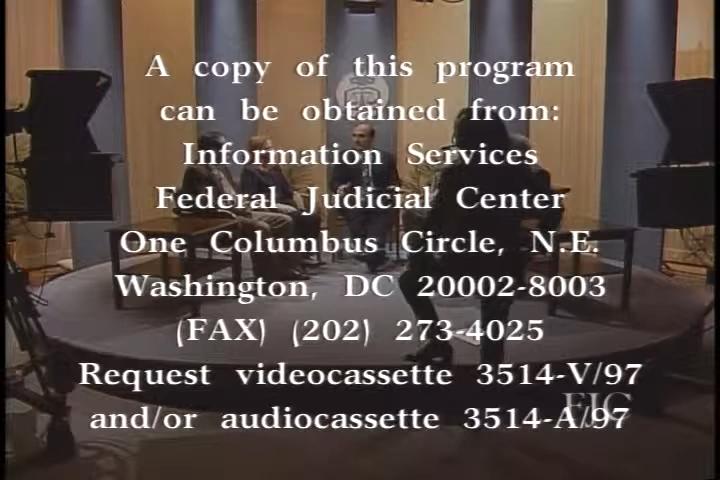 A copy of this program
can be obtained from:
Information Services
Federal Judicial Center
One Columbus Circle, N.E.
Washington, DC 20002-8003
(FAX) (202) 273-4025
Request videocassette 3514-V/97
and/or audiocassette 3514-A/97
FJC